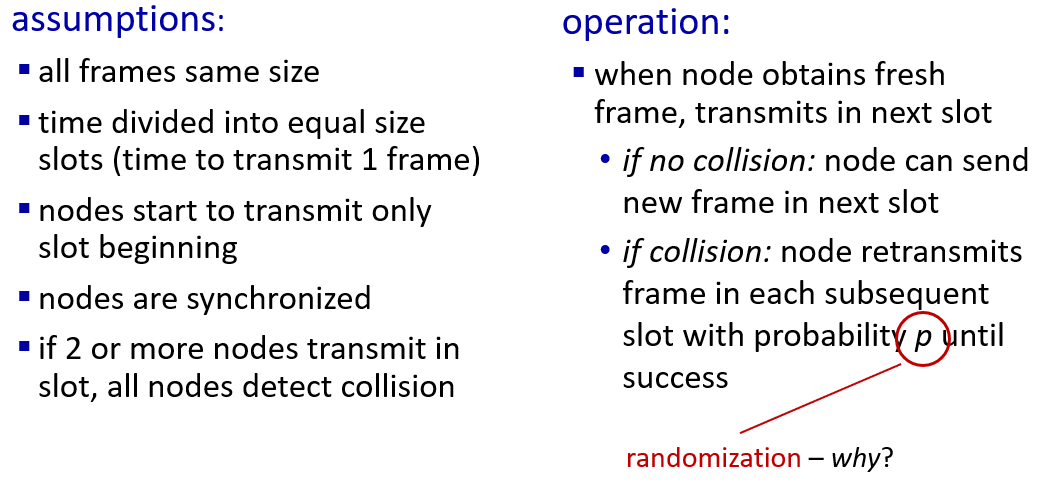 assumptions:
▪ all frames same size
▪ time divided into equal size
slots (time to transmit 1 frame)
▪ nodes start to transmit only
slot beginning
▪ nodes are synchronized
▪ if 2 or more nodes transmit in
slot, all nodes detect collision
operation:
▪ when node obtains fresh
frame, transmits in next slot
• if no collision: node can send
new frame in next slot
• if collision: node retransmits
frame in each subsequent
slot with probability p until
success
randomization – why?